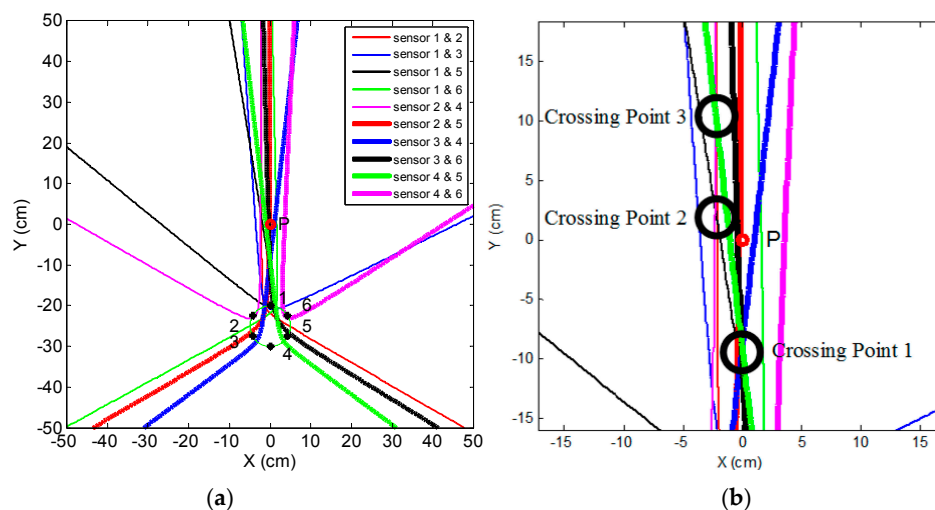 50
40
30
20
10
0
-10
-20
-30
-40
-50
Y (cm)
-50 -40 -30 -20 -10 0 10 20 30 40 50
X (cm)
sensor 1 & 2
sensor 1 & 3
sensor 1 & 5
sensor 1 & 6
sensor 2 & 4
sensor 2 & 5
sensor 3 & 4
sensor 3 & 6
sensor 4 & 5
sensor 4 & 6
P
1
6
2
5
3
4
(a)
15
10
5
0
-5
-10
-15
Y (cm)
Crossing Point 3
Crossing Point 2
P
Crossing Point 1
-15 -10 -5 0 5 10 15
X (cm)
(b)